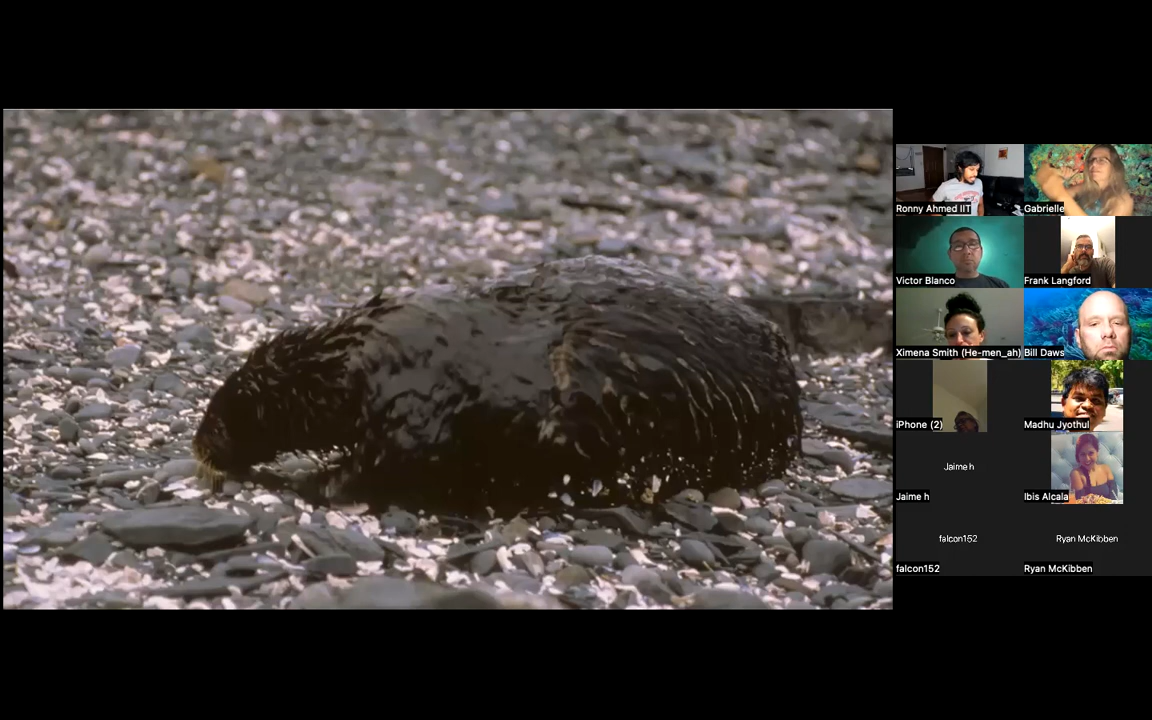 Ronny Ahmed IIT
Gabrielle
Victor Blanco
Frank Langford
Ximena Smith (He-men_ah)
Bill Daws
iPhone (2)
Madhu Jyothul
Jaime h
Jaime h
Ibis Alcala
falcon152
Ryan McKibben
falcon152
Ryan McKibben